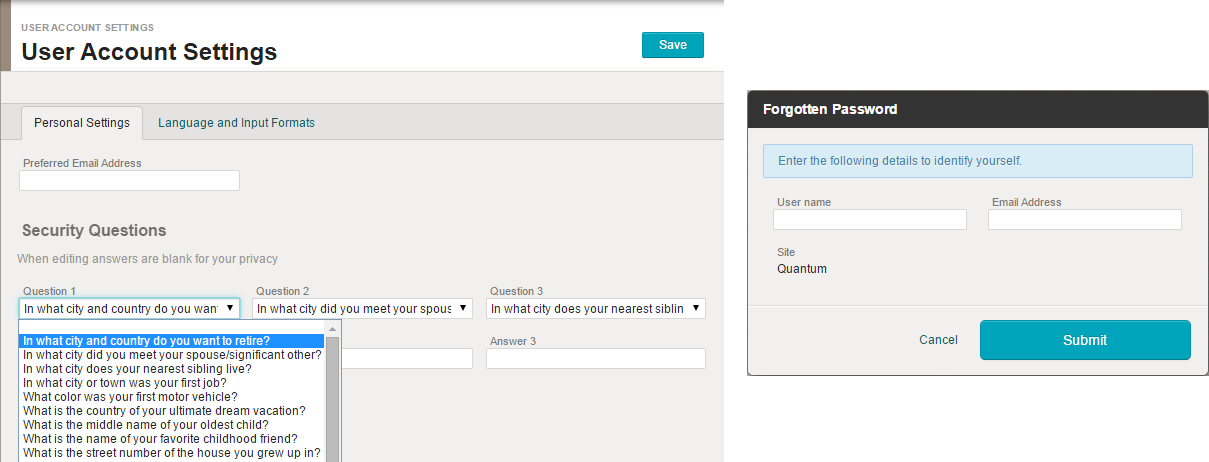 USER ACCOUNT SETTINGS
User Account Settings
Save
Personal Settings
Language and Input Formats
Preferred Email Address
Security Questions
When editing answers are blank for your privacy
Question 1
Question 2
Question 3
In what city and country do you wan
In what city did you meet your spous
In what city does your nearest siblin
Answer 3
In what city and country do you want to retire?
In what city did you meet your spouse/significant other?
In what city does your nearest sibling live?
In what city or town was your first job?
What color was your first motor vehicle?
What is the country of your ultimate dream vacation?
What is the middle name of your oldest child?
What is the name of your favorite childhood friend?
What is the street number of the house you grew up in?
Forgotten Password
Enter the following details to identify yourself.
User name
Email Address
Site
Quantum
Cancel
Submit